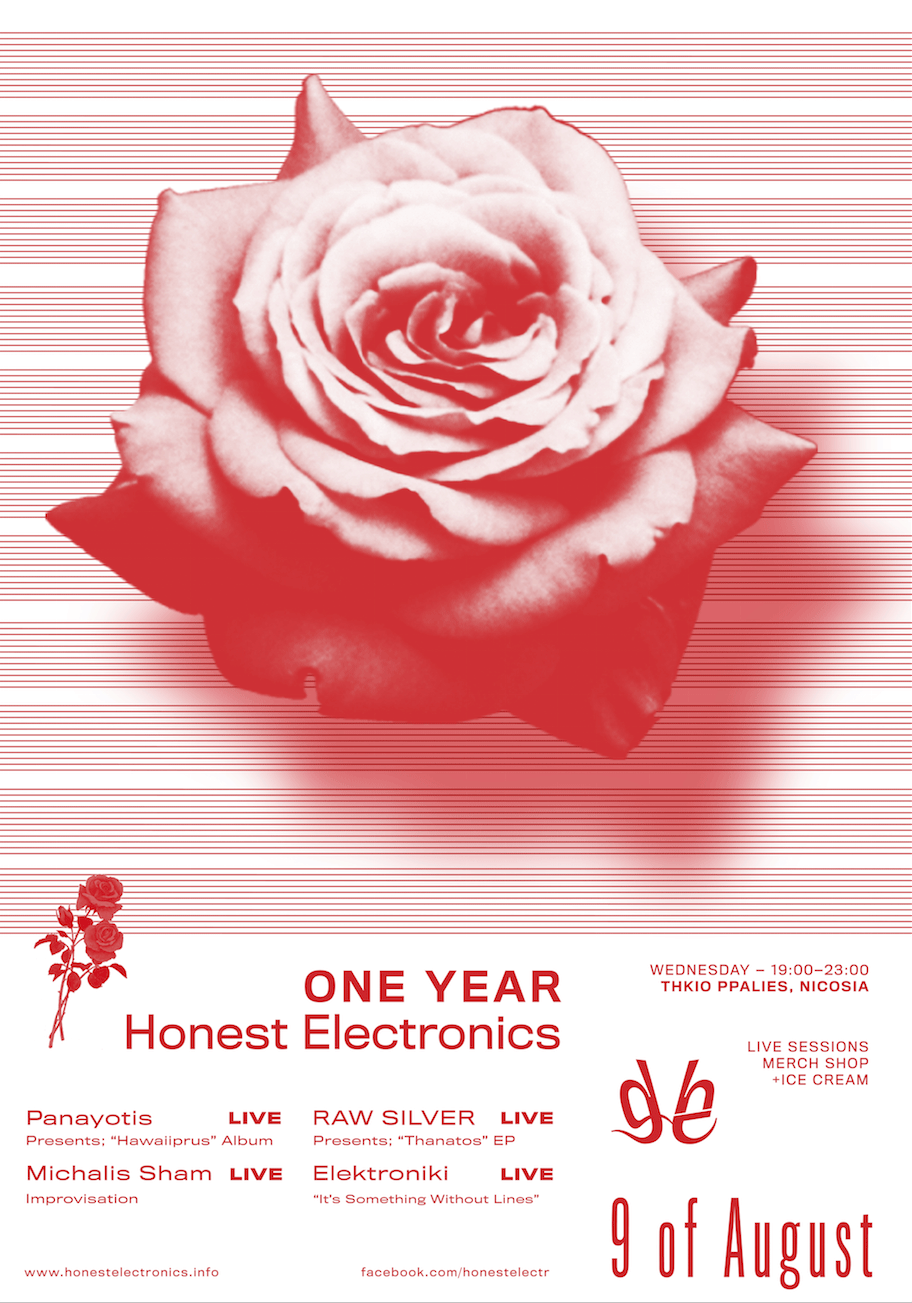 ONE YEAR
Honest Electronics
WEDNESDAY – 19:00–23:00
THKIO PPALIES, NICOSIA
LIVE SESSIONS
MERCH SHOP
+ICE CREAM
Panayotis LIVE
Presents; “Hawaiiprus” Album
RAW SILVER LIVE
Presents; “Thanatos” EP
Michalis Sham LIVE
Improvisation
Elektroniki LIVE
“It’s Something Without Lines”
9 of August
www.honestelectronics.info
facebook.com/honestelectr